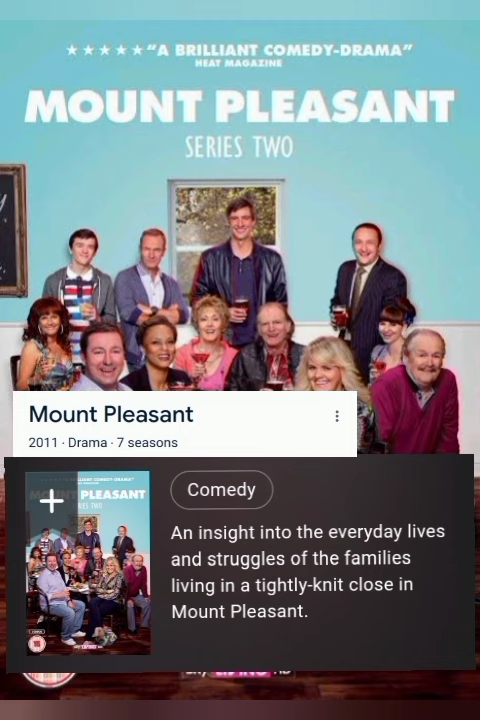 ★★★★★“A BRILLIANT COMEDY-DRAMA”
HEAT MAGAZINE
MOUNT PLEASANT
SERIES TWO
Mount Pleasant
2011 · Drama · 7 seasons
PLEASANT
Comedy
An insight into the everyday lives
and struggles of the families
living in a tightly-knit close in
Mount Pleasant.
15